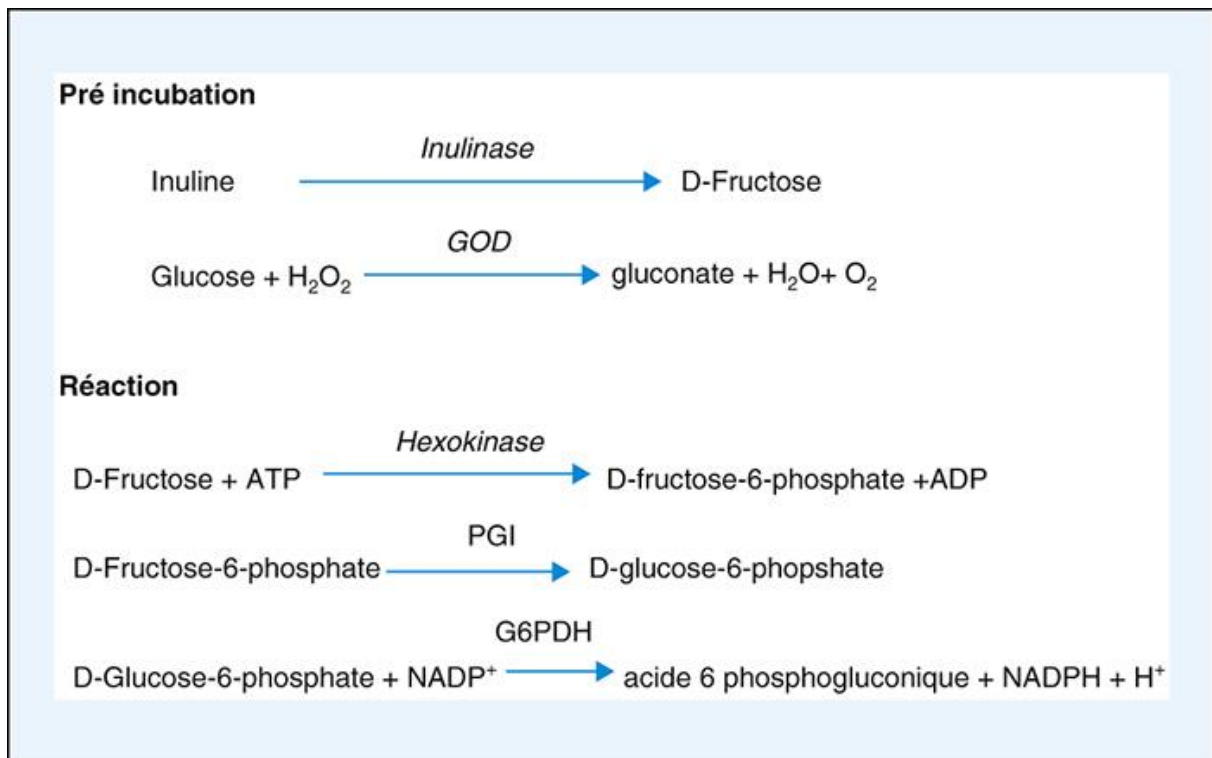 Pré incubation
Inulinase
Inuline D-Fructose
GOD
Glucose + H₂O₂ gluconate + H₂O+ O₂
Réaction
Hexokinase
D-Fructose + ATP D-fructose-6-phosphate +ADP
PGI
D-Fructose-6-phosphate D-glucose-6-phopshate
G6PDH
D-Glucose-6-phosphate + NADP⁺ acide 6 phosphogluconique + NADPH + H⁺